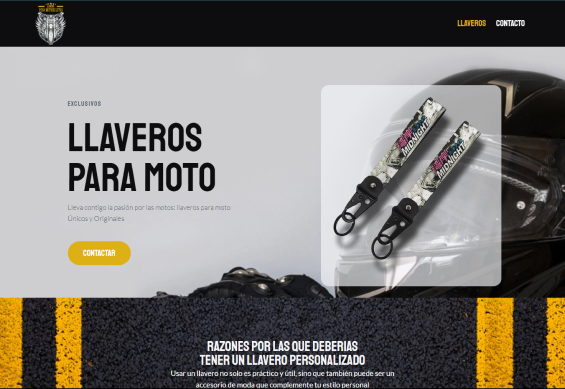 LLAVEROS CONTACTO
EXCLUSIVOS
LLAVEROS
PARA MOTO
Lleva contigo la pasión por las motos: llaveros para moto
Únicos y Originales
CONTACTAR
MIDNIGHT
MIDNIGHT
RAZONES POR LAS QUE DEBERIAS
TENER UN LLAVERO PERSONALIZADO
Usar un llavero no solo es práctico y útil, sino que también puede ser un
accesorio de moda que complemente tu estilo personal